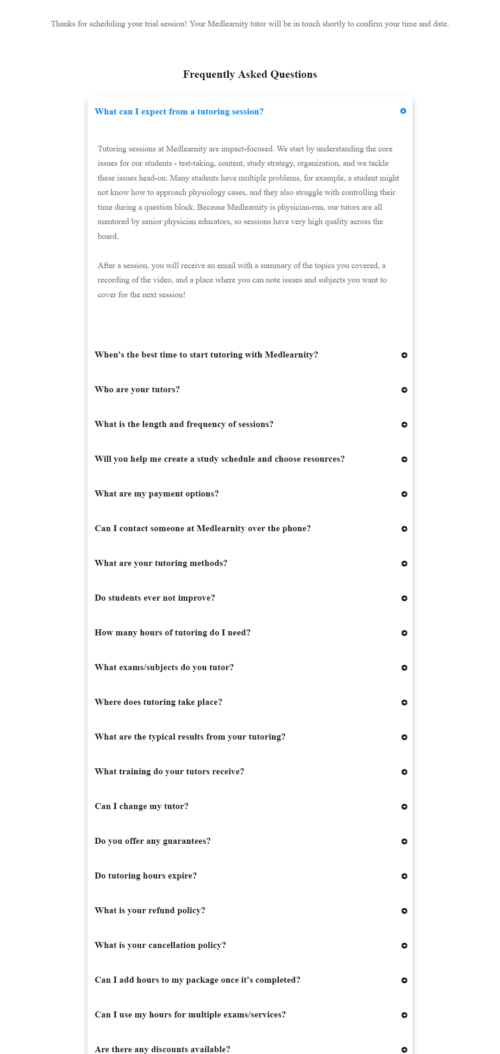 Thanks for scheduling your trial session! Your Medlearnity tutor will be in touch shortly to confirm your time and date.
Frequently Asked Questions
What can I expect from a tutoring session?
Tutoring sessions at Medlearnity are impact-focused. We start by understanding the core
issues for our students - test-taking, content, study strategy, organization, and we tackle
these issues head-on. Many students have multiple problems, for example, a student might
not know how to approach physiology cases, and they also struggle with controlling their
time during a question block. Because Medlearnity is physician-run, our tutors are all
mentored by senior physician educators, so sessions have very high quality across the
board.
After a session, you will receive an email with a summary of the topics you covered, a
recording of the video, and a place where you can note issues and subjects you want to
cover for the next session!
When's the best time to start tutoring with Medlearnity?
Who are your tutors?
What is the length and frequency of sessions?
Will you help me create a study schedule and choose resources?
What are my payment options?
Can I contact someone at Medlearnity over the phone?
What are your tutoring methods?
Do students ever not improve?
How many hours of tutoring do I need?
What exams/subjects do you tutor?
Where does tutoring take place?
What are the typical results from your tutoring?
What training do your tutors receive?
Can I change my tutor?
Do you offer any guarantees?
Do tutoring hours expire?
What is your refund policy?
What is your cancellation policy?
Can I add hours to my package once it's completed?
Can I use my hours for multiple exams/services?
Are there any discounts available?